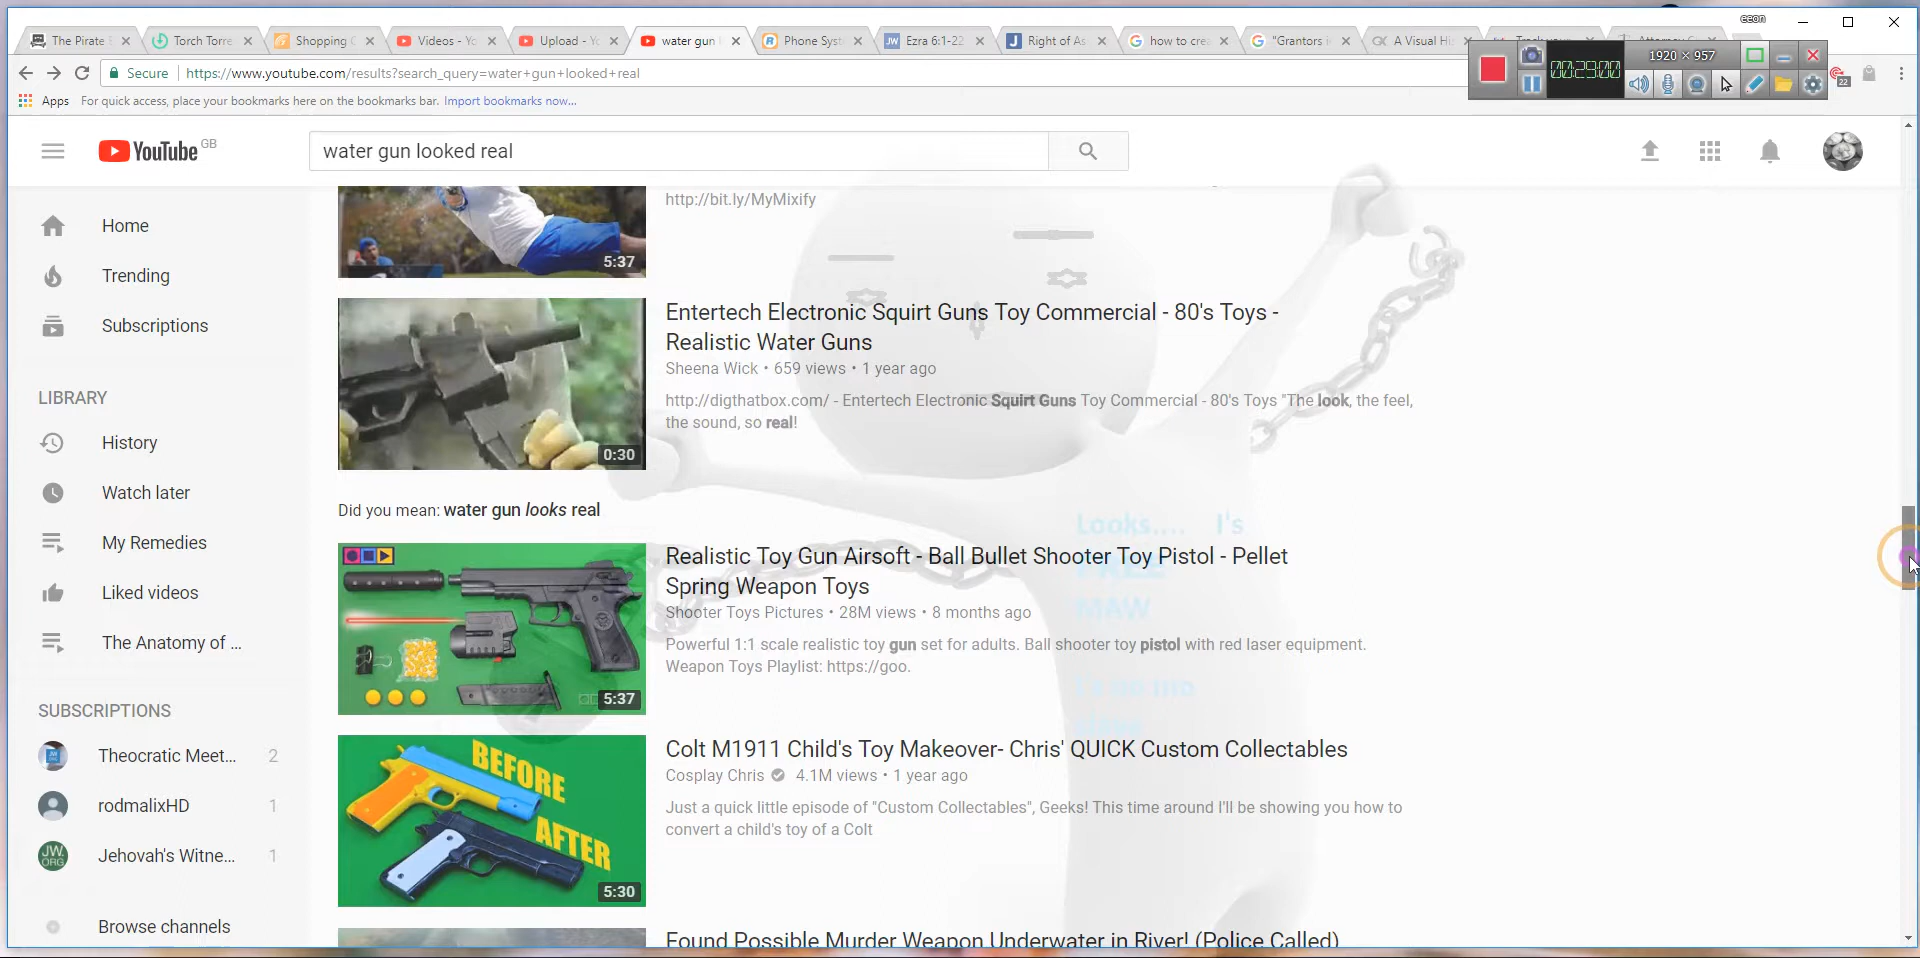 eeon
The Pirate
Torch Torre
Shopping C
Videos - Yo
Upload - Yo
water gun l
Phone Syst
Ezra 6:1-22
Right of As
how to crea
"Grantors i
A Visual Hi
1920 × 957
00:29:00
Secure https://www.youtube.com/results?search_query=water+gun+looked+real
22
Apps For quick access, place your bookmarks here on the bookmarks bar. Import bookmarks now...
YouTube GB
water gun looked real
Home
Trending
Subscriptions
LIBRARY
History
Watch later
My Remedies
Liked videos
The Anatomy of ...
SUBSCRIPTIONS
Theocratic Meet... 2
rodmalixHD 1
JW.ORG
Jehovah's Witne... 1
Browse channels
http://bit.ly/MyMixify
5:37
Entertech Electronic Squirt Guns Toy Commercial - 80's Toys -
Realistic Water Guns
Sheena Wick • 659 views • 1 year ago
http://digthatbox.com/ - Entertech Electronic Squirt Guns Toy Commercial - 80's Toys "The look, the feel,
the sound, so real!
0:30
Did you mean: water gun looks real
Realistic Toy Gun Airsoft - Ball Bullet Shooter Toy Pistol - Pellet
Spring Weapon Toys
Shooter Toys Pictures • 28M views • 8 months ago
Powerful 1:1 scale realistic toy gun set for adults. Ball shooter toy pistol with red laser equipment.
Weapon Toys Playlist: https://goo.
5:37
Looks.... I's
FREE
MAW
BEFORE
AFTER
5:30
Colt M1911 Child's Toy Makeover- Chris' QUICK Custom Collectables
Cosplay Chris 4.1M views • 1 year ago
Just a quick little episode of "Custom Collectables", Geeks! This time around I'll be showing you how to
convert a child's toy of a Colt
Found Possible Murder Weapon Underwater in River! (Police Called)